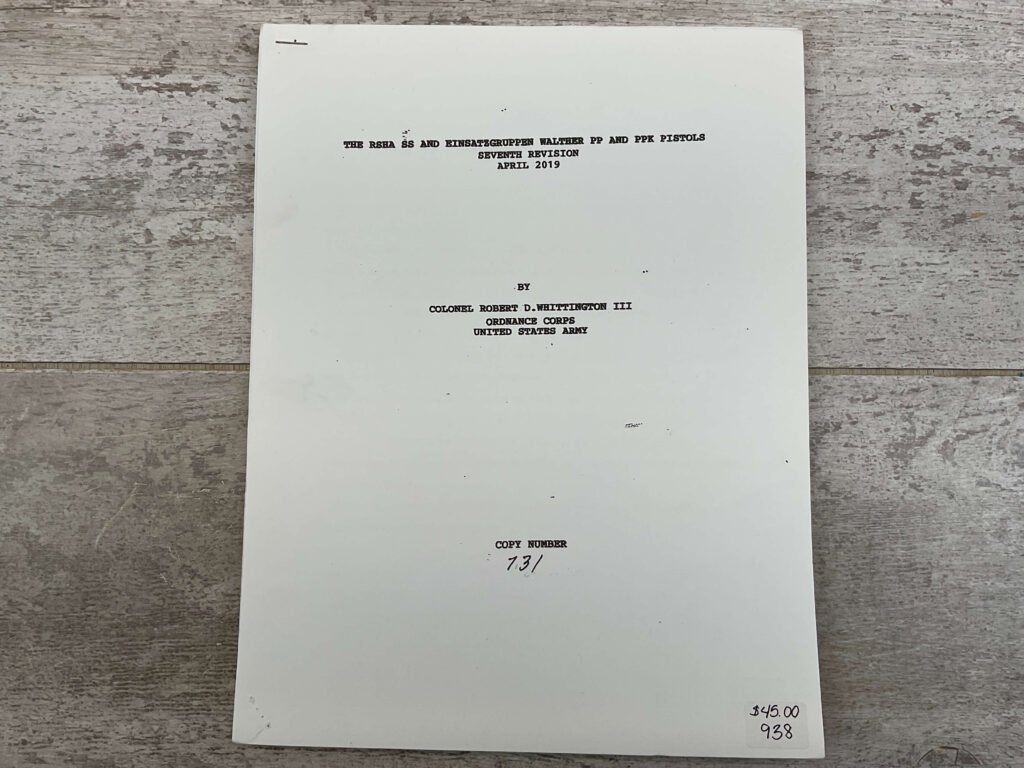 THE RSHA SS AND EINSATZGRUPPEN WALTHER PP AND PPK PISTOLS
SEVENTH REVISION
APRIL 2019
BY
COLONEL ROBERT D.WHITTINGTON III
ORDNANCE CORPS
UNITED STATES ARMY
COPY NUMBER
731
$45.00
938